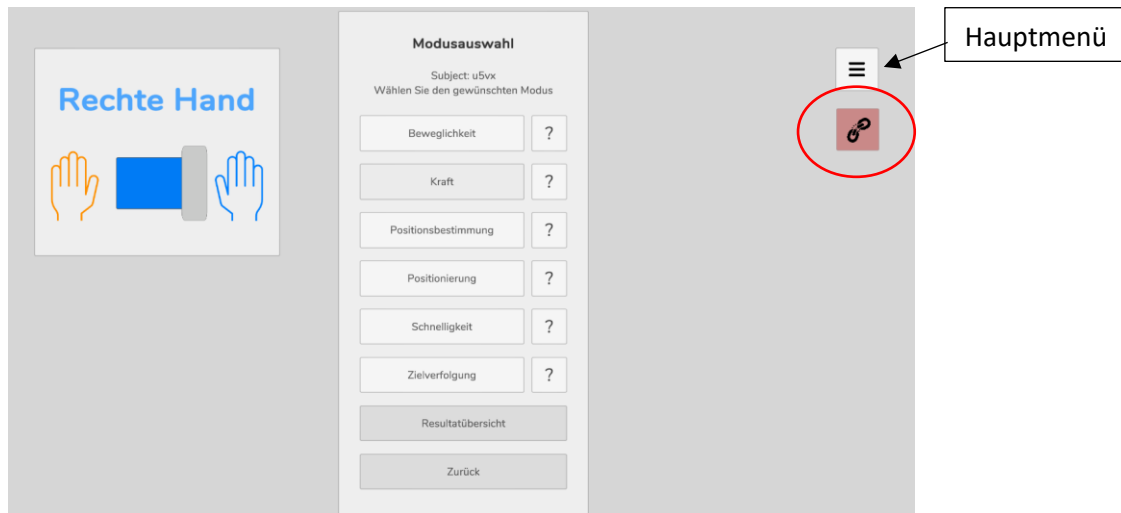 Modusauswahl
Subject: u5vx
Wählen Sie den gewünschten Modus
Rechte Hand
Beweglichkeit ?
Kraft ?
Positionsbestimmung ?
Positionierung ?
Schnelligkeit ?
Zielverfolgung ?
Resultatübersicht
Zurück
Hauptmenü